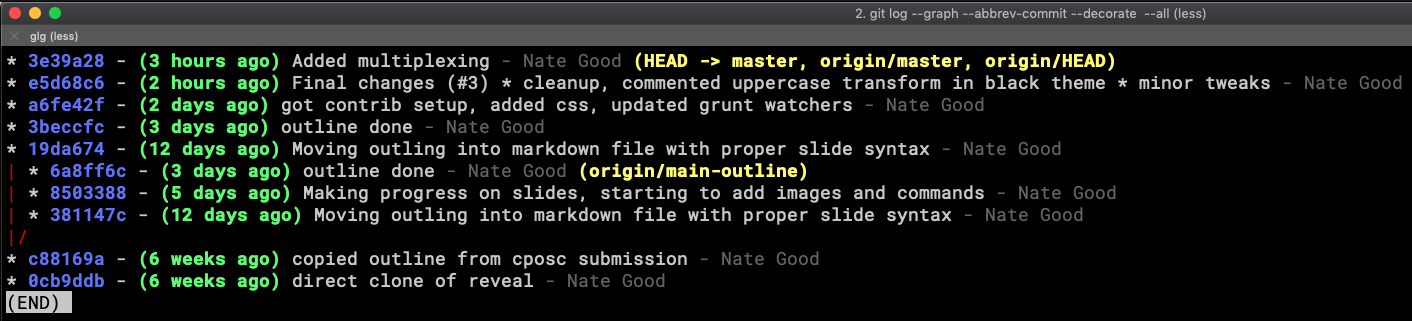 2. git log --graph --abbrev-commit --decorate --all (less)
glg (less)
* 3e39a28 - (3 hours ago) Added multiplexing - Nate Good (HEAD -> master, origin/master, origin/HEAD)
* e5d68c6 - (2 hours ago) Final changes (#3) * cleanup, commented uppercase transform in black theme * minor tweaks - Nate Good
* a6fe42f - (2 days ago) got contrib setup, added css, updated grunt watchers - Nate Good
* 3beccfc - (3 days ago) outline done - Nate Good
* 19da674 - (12 days ago) Moving outling into markdown file with proper slide syntax - Nate Good
| * 6a8ff6c - (3 days ago) outline done - Nate Good (origin/main-outline)
| * 8503388 - (5 days ago) Making progress on slides, starting to add images and commands - Nate Good
| * 381147c - (12 days ago) Moving outling into markdown file with proper slide syntax - Nate Good
|/
* c88169a - (6 weeks ago) copied outline from cposc submission - Nate Good
* 0cb9ddb - (6 weeks ago) direct clone of reveal - Nate Good
(END)